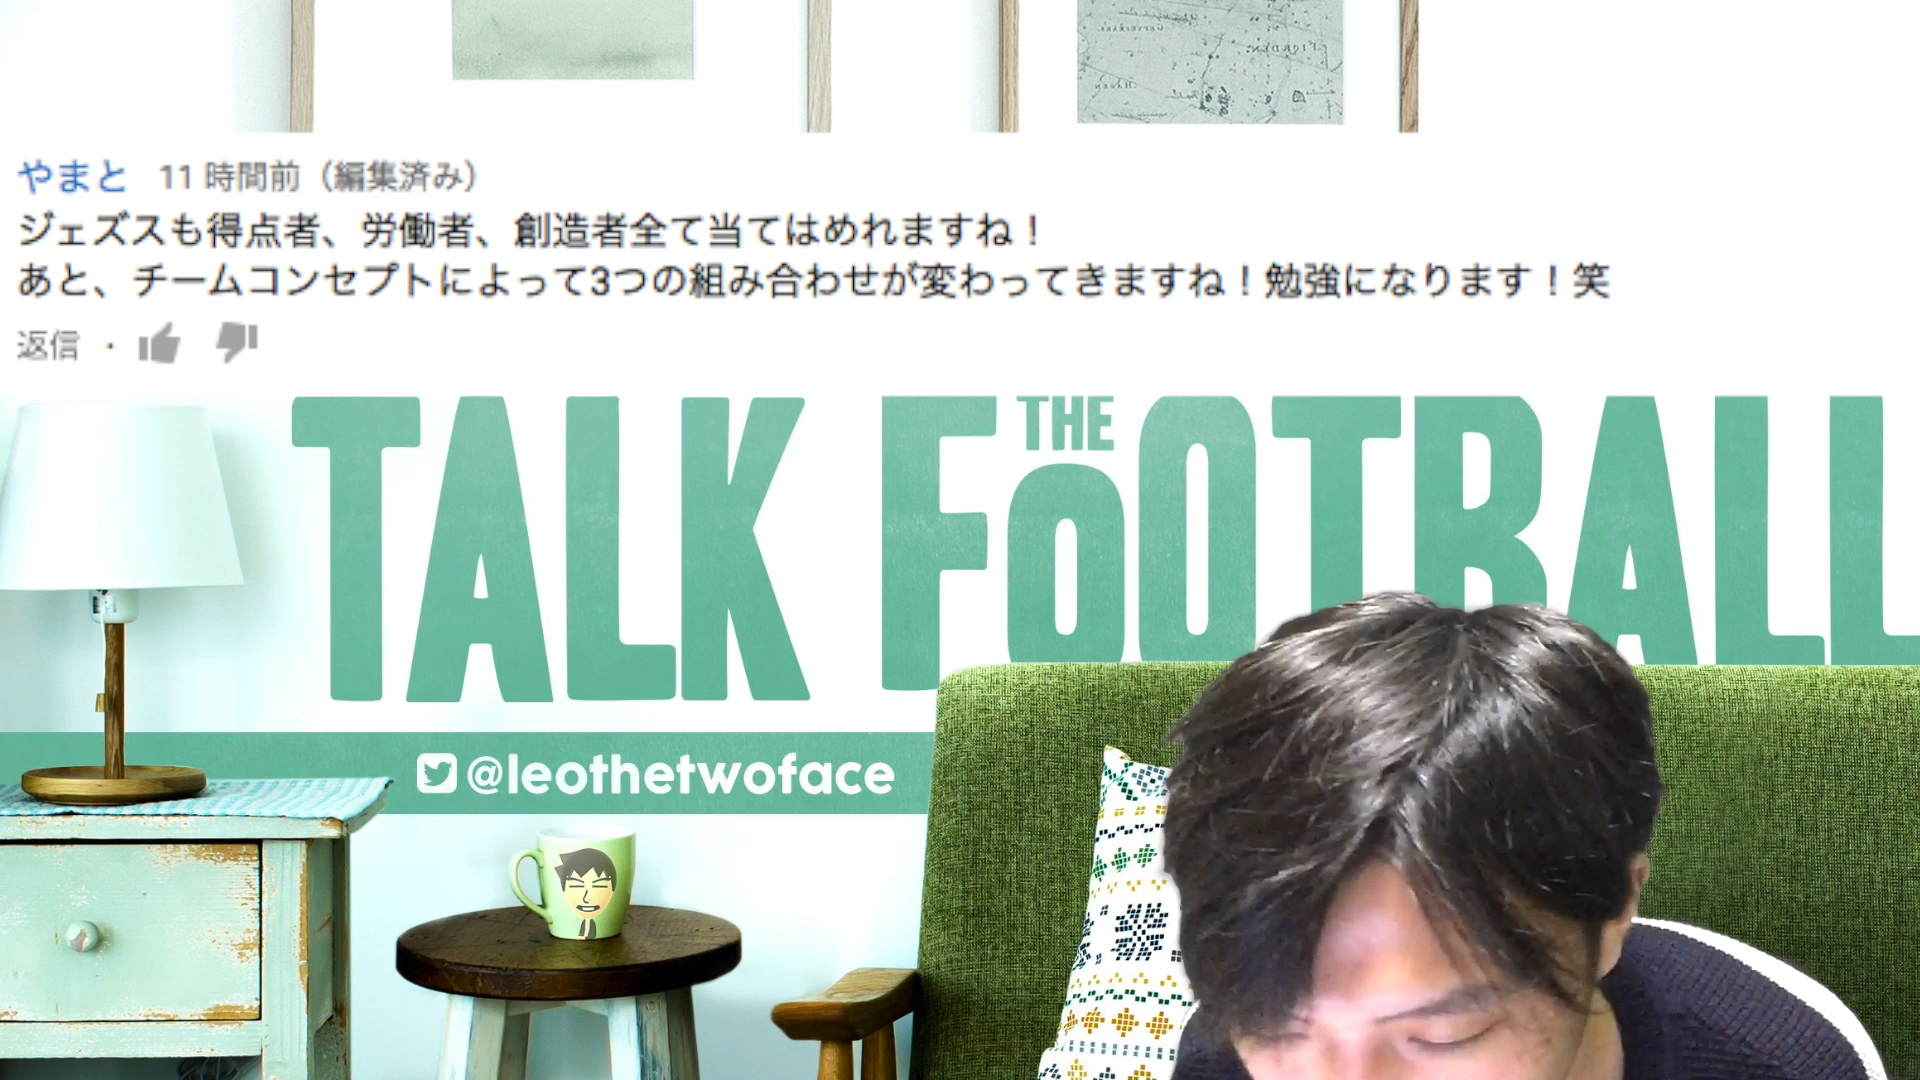 やまと 11 時間前（編集済み）
ジェズスも得点者、労働者、創造者全て当てはめれますね！
あと、チームコンセプトによって3つの組み合わせが変わってきますね！勉強になります！笑
返信 ・
TALK THE FOOTBALL
@leothetwoface